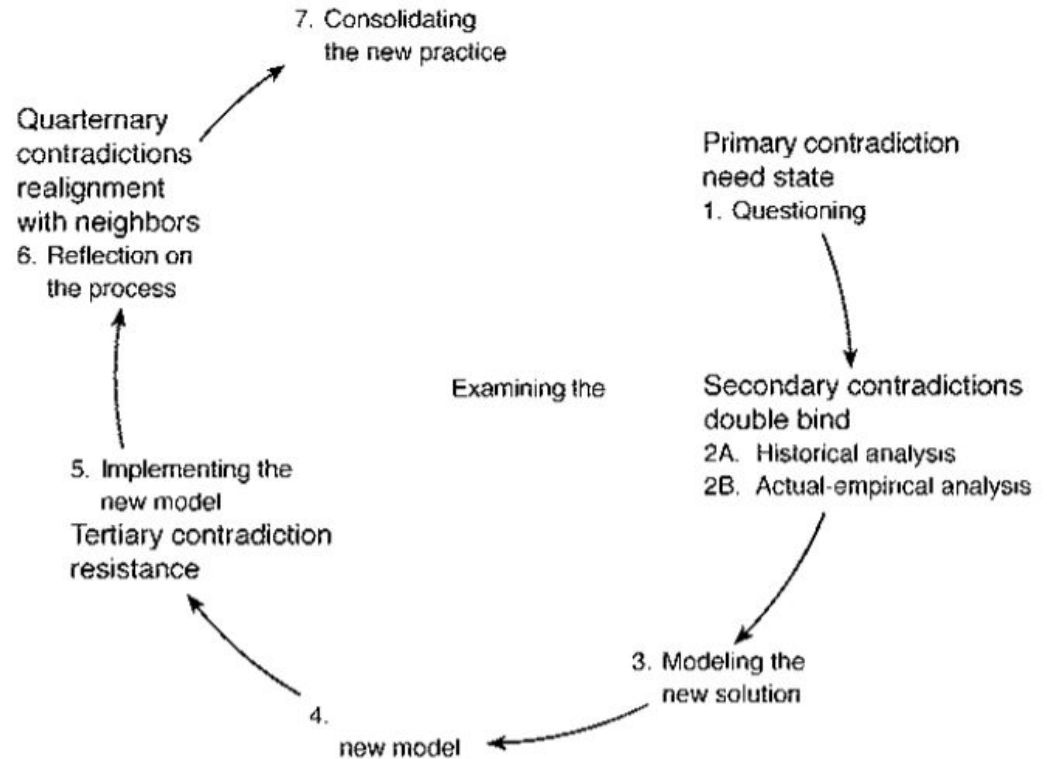 7. Consolidating
the new practice
Quarternary
contradictions
realignment
with neighbors
6. Reflection on
the process
Primary contradiction
need state
1. Questioning
Examining the
Secondary contradictions
double bind
2A. Historical analysis
2B. Actual-empirical analysis
5. Implementing the
new model
Tertiary contradiction
resistance
3. Modeling the
new solution
4.
new model